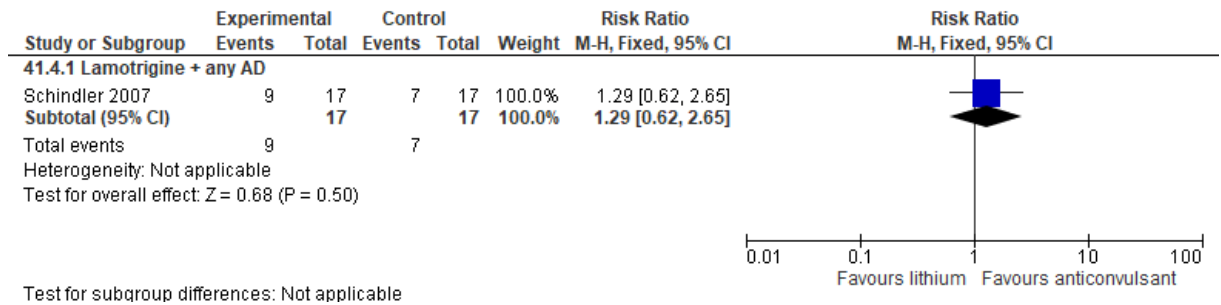 Experimental Control Risk Ratio Risk Ratio
Study or Subgroup Events Total Events Total Weight M-H, Fixed, 95% CI M-H, Fixed, 95% CI
41.4.1 Lamotrigine + any AD
Schindler 2007 9 17 7 17 100.0% 1.29 [0.62, 2.65]
Subtotal (95% CI) 17 17 100.0% 1.29 [0.62, 2.65]
Total events 9 7
Heterogeneity: Not applicable
Test for overall effect: Z = 0.68 (P = 0.50)
0.01 0.1 1 10 100
Favours lithium Favours anticonvulsant
Test for subgroup differences: Not applicable